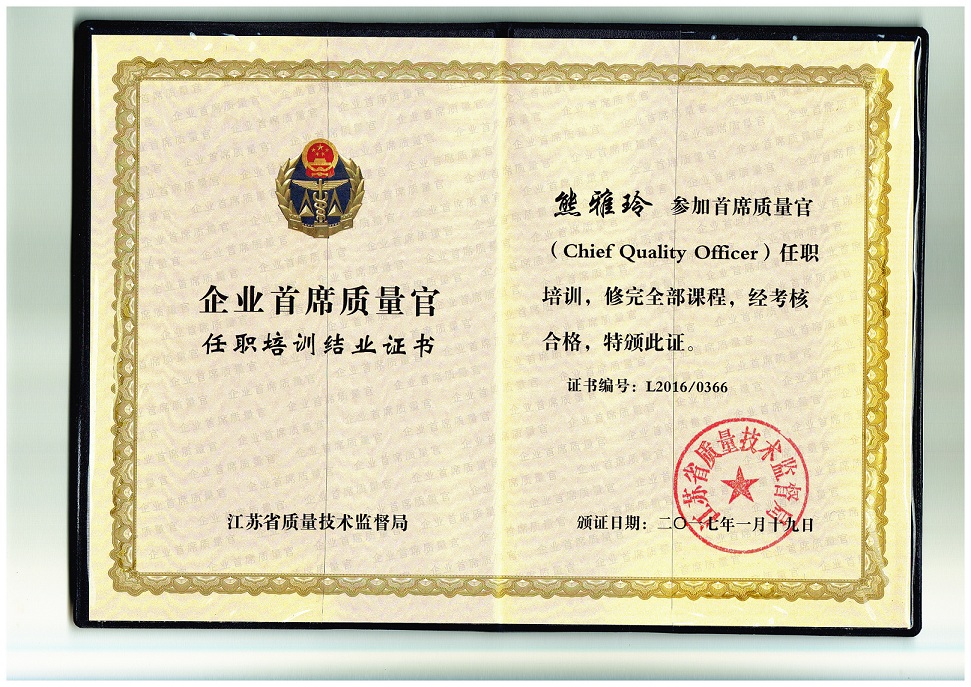 企业首席质量官
任职培训结业证书
江苏省质量技术监督局
熊雅玲 参加首席质量官
（Chief Quality Officer）任职
培训，修完全部课程，经考核
合格，特颁此证。
证书编号：L2016/0366
江苏省质量技术监督局
颁证日期：二〇一七年一月十九日